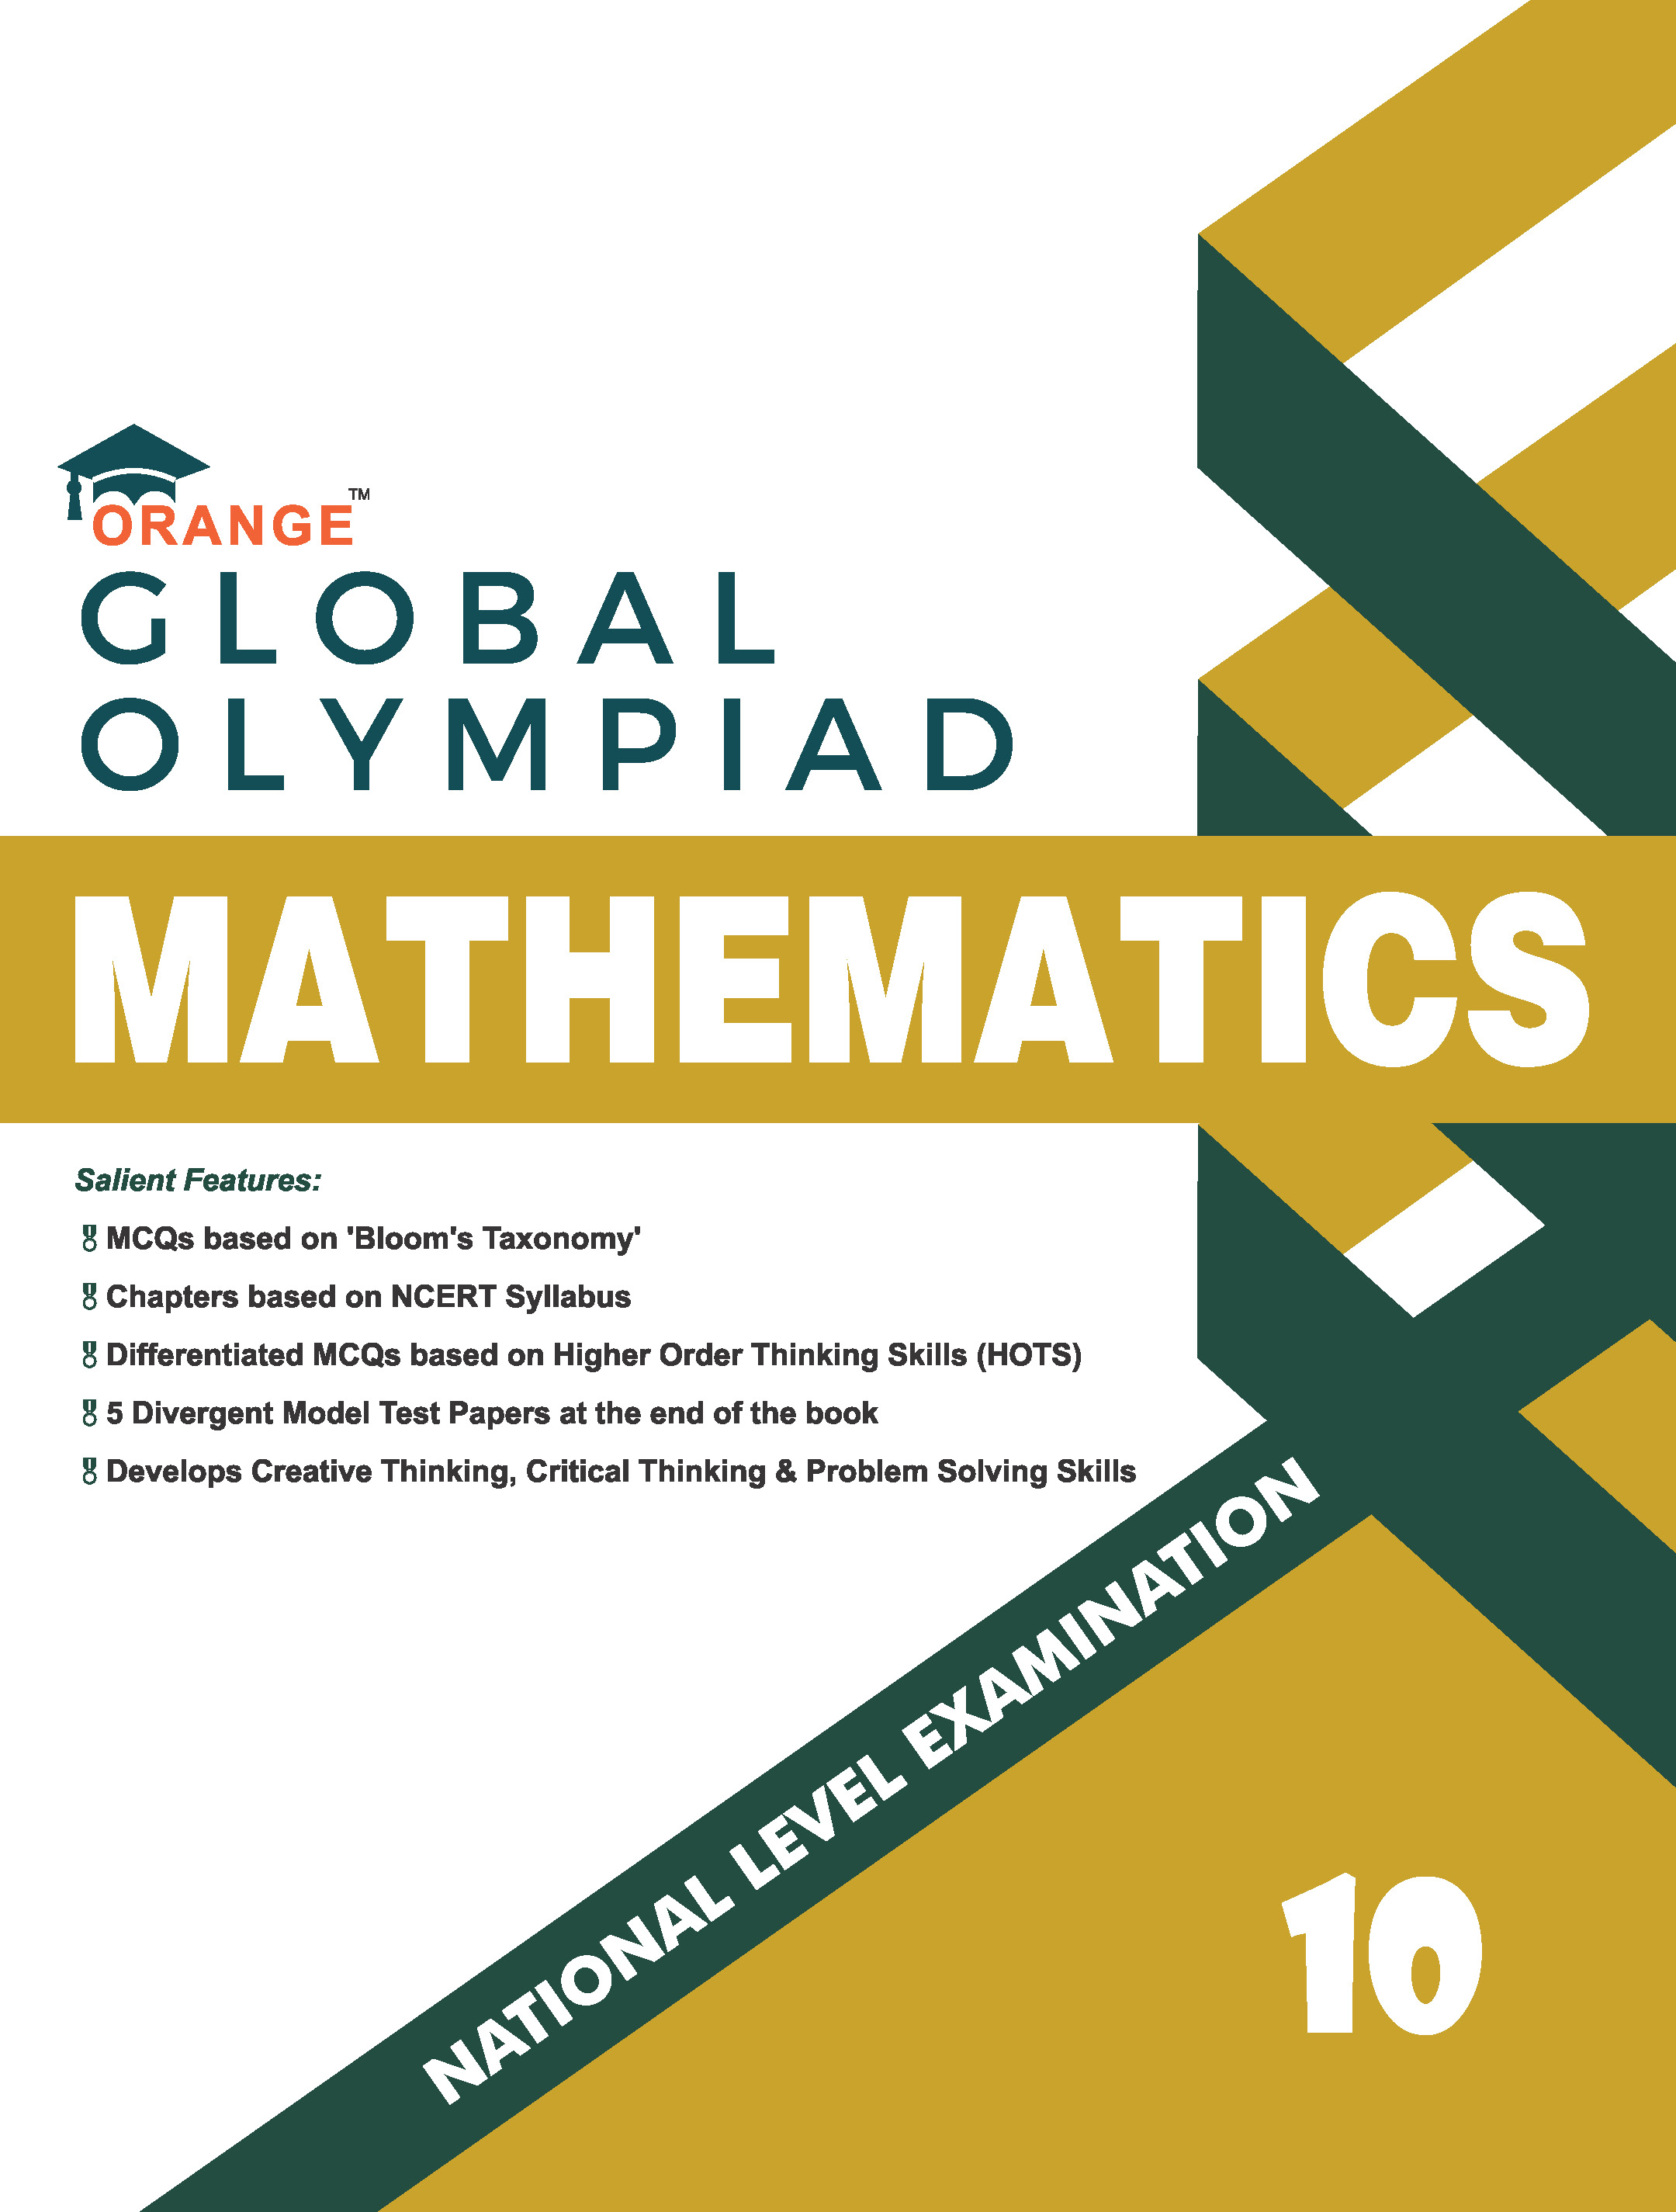 ORANGE™
GLOBAL
OLYMPIAD
MATHEMATICS
Salient Features:
MCQs based on 'Bloom's Taxonomy'
Chapters based on NCERT Syllabus
Differentiated MCQs based on Higher Order Thinking Skills (HOTS)
5 Divergent Model Test Papers at the end of the book
Develops Creative Thinking, Critical Thinking & Problem Solving Skills
NATIONAL LEVEL EXAMINATION
10